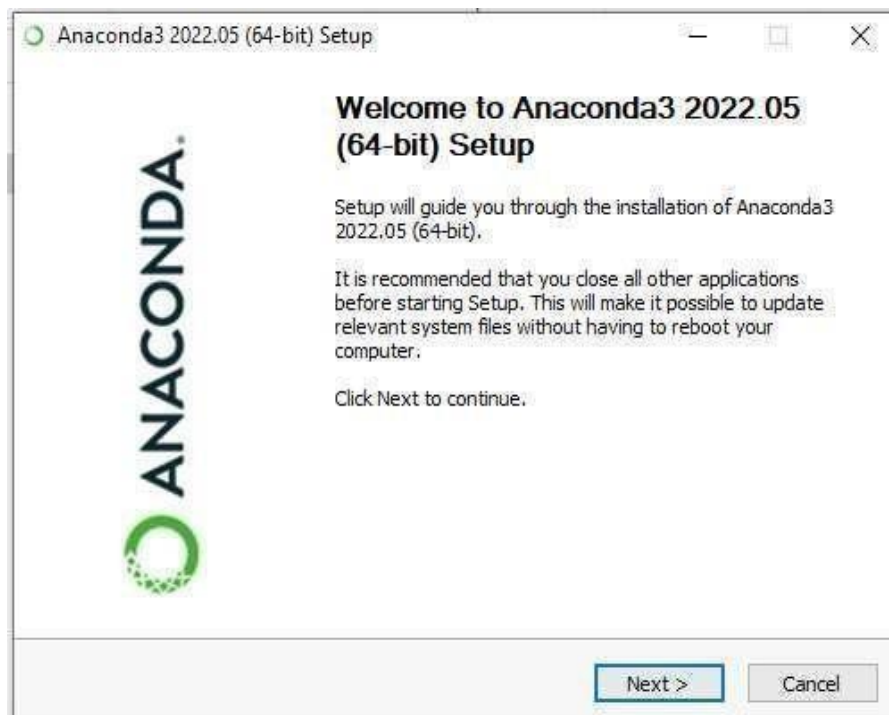 Anaconda3 2022.05 (64-bit) Setup
Welcome to Anaconda3 2022.05
(64-bit) Setup
Setup will guide you through the installation of Anaconda3
2022.05 (64-bit).
It is recommended that you close all other applications
before starting Setup. This will make it possible to update
relevant system files without having to reboot your
computer.
Click Next to continue.
ANACONDA.
Next >
Cancel